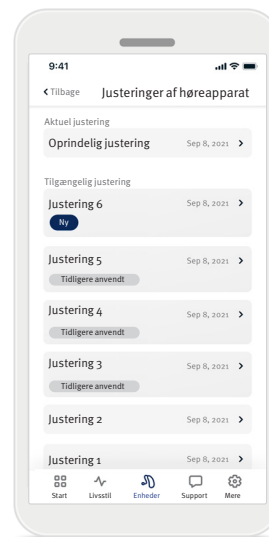 9:41
Tilbage Justeringer af høreapparat
Aktuel justering
Oprindelig justering Sep 8, 2021
Tilgængelig justering
Justering 6 Sep 8, 2021
Ny
Justering 5 Sep 8, 2021
Tidligere anvendt
Justering 4 Sep 8, 2021
Tidligere anvendt
Justering 3 Sep 8, 2021
Tidligere anvendt
Justering 2 Sep 8, 2021
Justering 1 Sep 8, 2021
Start Livsstil Enheder Support Mere